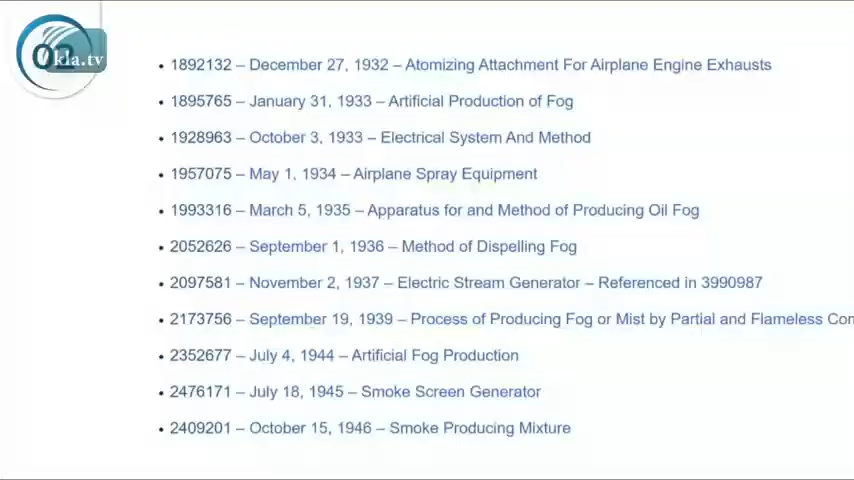 02
kla.tv
• 1892132 – December 27, 1932 – Atomizing Attachment For Airplane Engine Exhausts
• 1895765 – January 31, 1933 – Artificial Production of Fog
• 1928963 – October 3, 1933 – Electrical System And Method
• 1957075 – May 1, 1934 – Airplane Spray Equipment
• 1993316 – March 5, 1935 – Apparatus for and Method of Producing Oil Fog
• 2052626 – September 1, 1936 – Method of Dispelling Fog
• 2097581 – November 2, 1937 – Electric Stream Generator – Referenced in 3990987
• 2173756 – September 19, 1939 – Process of Producing Fog or Mist by Partial and Flameless Com
• 2352677 – July 4, 1944 – Artificial Fog Production
• 2476171 – July 18, 1945 – Smoke Screen Generator
• 2409201 – October 15, 1946 – Smoke Producing Mixture